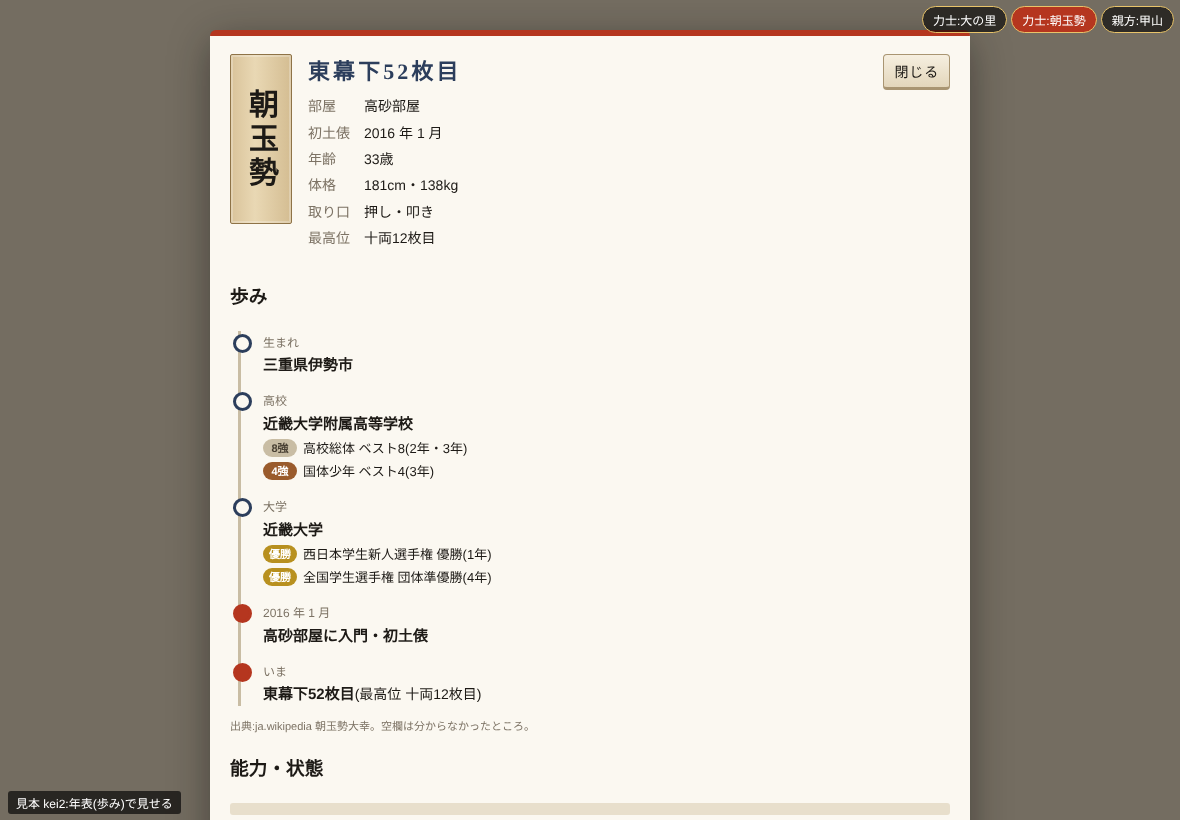 力士:大の里
力士:朝玉勢
親方:甲山
朝玉勢
東幕下52枚目
閉じる
部屋 高砂部屋
初土俵 2016 年 1 月
年齢 33歳
体格 181cm・138kg
取り口 押し・叩き
最高位 十両12枚目
歩み
生まれ
三重県伊勢市
高校
近畿大学附属高等学校
8強 高校総体 ベスト8(2年・3年)
4強 国体少年 ベスト4(3年)
大学
近畿大学
優勝 西日本学生新人選手権 優勝(1年)
優勝 全国学生選手権 団体準優勝(4年)
2016 年 1 月
高砂部屋に入門・初土俵
いま
東幕下52枚目(最高位 十両12枚目)
出典:ja.wikipedia 朝玉勢大幸。空欄は分からなかったところ。
能力・状態
見本 kei2:年表(歩み)で見せる